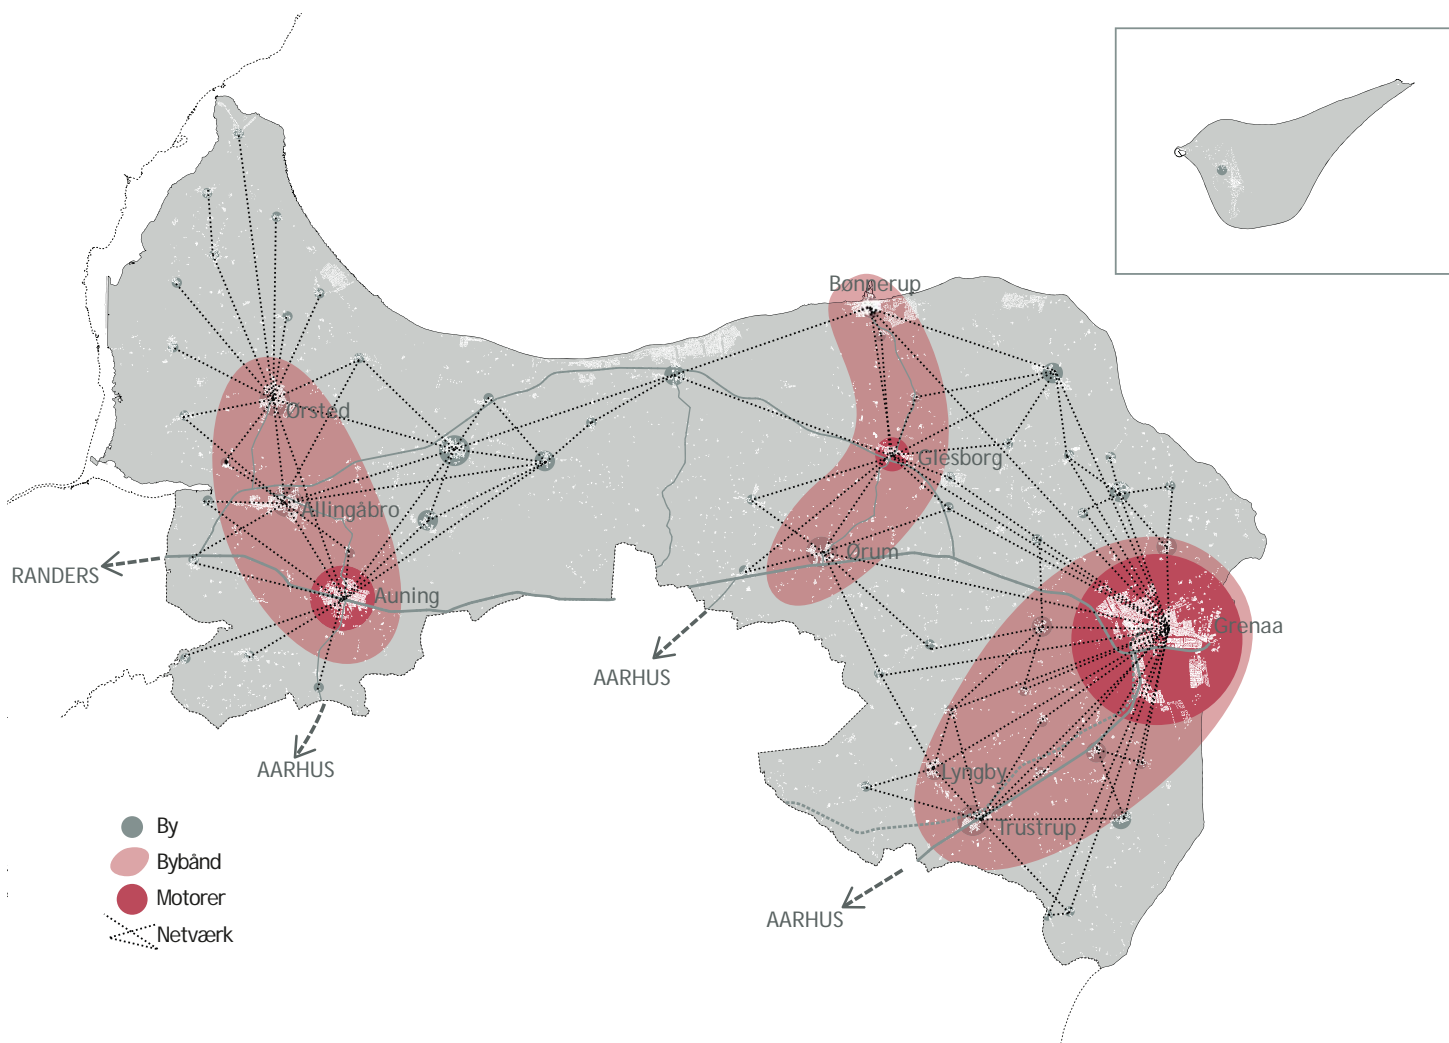 Bønnerup
Ørsted
Glesborg
Allingåbro
Ørum
RANDERS
Auning
Grenaa
AARHUS
AARHUS
Lyngby
Trustrup
AARHUS
By
Bybånd
Motorer
Netværk